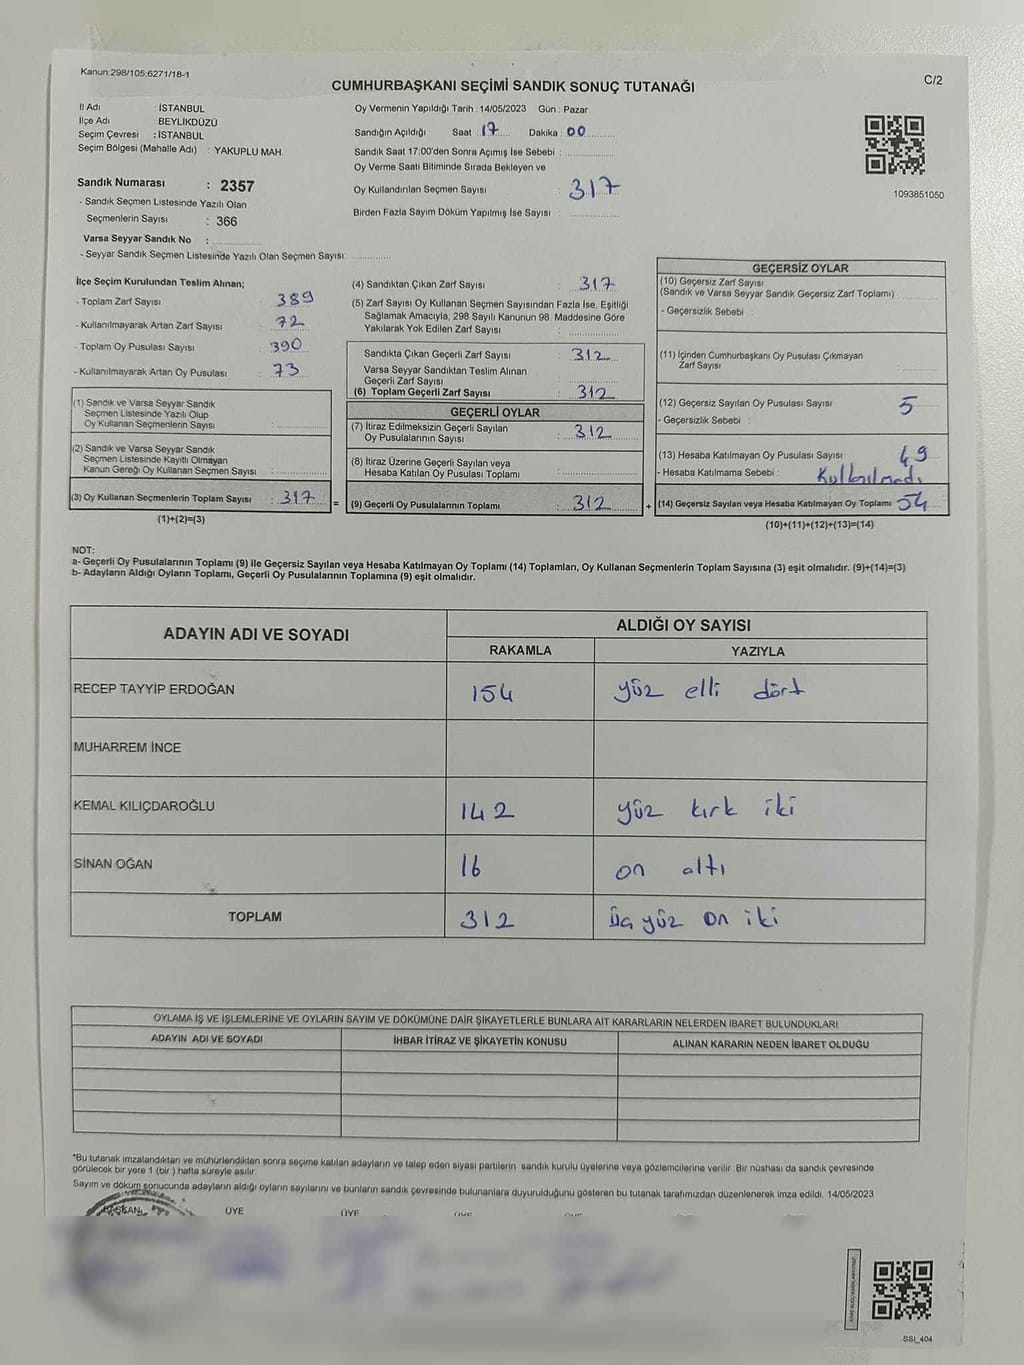 Kanun:298/105;6271/18-1
C/2
CUMHURBAŞKANI SEÇİMİ SANDIK SONUÇ TUTANAĞI
İl Adı : İSTANBUL
İlçe Adı : BEYLİKDÜZÜ
Seçim Çevresi : İSTANBUL
Seçim Bölgesi (Mahalle Adı) : YAKUPLU MAH.
Sandık Numarası : 2357
- Sandık Seçmen Listesinde Yazılı Olan
Seçmenlerin Sayısı : 366
Varsa Seyyar Sandık No :
- Seyyar Sandık Seçmen Listesinde Yazılı Olan Seçmen Sayısı:
Oy Vermenin Yapıldığı Tarih : 14/05/2023 Gün : Pazar
Sandığın Açıldığı Saat : 17 Dakika : 00
Sandık Saat 17:00'den Sonra Açımış İse Sebebi :
Oy Verme Saati Bitiminde Sırada Bekleyen ve
Oy Kullandırılan Seçmen Sayısı 317
Birden Fazla Sayım Döküm Yapılmış İse Sayısı :
1093851050
İlçe Seçim Kurulundan Teslim Alınan;
- Toplam Zarf Sayısı : 389
- Kullanılmayarak Artan Zarf Sayısı : 72
- Toplam Oy Pusulası Sayısı : 390
- Kullanılmayarak Artan Oy Pusulası : 73
(1) Sandık ve Varsa Seyyar Sandık
Seçmen Listesinde Yazılı Olup
Oy Kullanan Seçmenlerin Sayısı :
(2) Sandık ve Varsa Seyyar Sandık
Seçmen Listesinde Kayıtlı Olmayan
Kanun Gereği Oy Kullanan Seçmen Sayısı :
(3) Oy Kullanan Seçmenlerin Toplam Sayısı : 317 =
(1)+(2)=(3)
(4) Sandıktan Çıkan Zarf Sayısı : 317
(5) Zarf Sayısı Oy Kullanan Seçmen Sayısından Fazla İse, Eşitliği
Sağlamak Amacıyla, 298 Sayılı Kanunun 98. Maddesine Göre
Yakılarak Yok Edilen Zarf Sayısı :
Sandıkta Çıkan Geçerli Zarf Sayısı : 312
Varsa Seyyar Sandıktan Teslim Alınan
Geçerli Zarf Sayısı :
(6) Toplam Geçerli Zarf Sayısı : 312
GEÇERLİ OYLAR
(7) İtiraz Edilmeksizin Geçerli Sayılan
Oy Pusulalarının Sayısı : 312
(8) İtiraz Üzerine Geçerli Sayılan veya
Hesaba Katılan Oy Pusulası Toplamı :
(9) Geçerli Oy Pusulalarının Toplamı : 312 +
GEÇERSİZ OYLAR
(10) Geçersiz Zarf Sayısı
(Sandık ve Varsa Seyyar Sandık Geçersiz Zarf Toplamı) :
- Geçersizlik Sebebi :
(11) İçinden Cumhurbaşkanı Oy Pusulası Çıkmayan
Zarf Sayısı :
(12) Geçersiz Sayılan Oy Pusulası Sayısı 5
- Geçersizlik Sebebi :
(13) Hesaba Katılmayan Oy Pusulası Sayısı 49
- Hesaba Katılmama Sebebi : Kullanılmadı
(14) Geçersiz Sayılan veya Hesaba Katılmayan Oy Toplamı 54
(10)+(11)+(12)+(13)=(14)
NOT:
a- Geçerli Oy Pusulalarının Toplamı (9) ile Geçersiz Sayılan veya Hesaba Katılmayan Oy Toplamı (14) Toplamları, Oy Kullanan Seçmenlerin Toplam Sayısına (3) eşit olmalıdır. (9)+(14)=(3)
b- Adayların Aldığı Oyların Toplamı, Geçerli Oy Pusulalarının Toplamına (9) eşit olmalıdır.
ADAYIN ADI VE SOYADI
ALDIĞI OY SAYISI
RAKAMLA YAZIYLA
RECEP TAYYİP ERDOĞAN 154 yüz elli dört
MUHARREM İNCE
KEMAL KILIÇDAROĞLU 142 yüz kırk iki
SİNAN OĞAN 16 on altı
TOPLAM 312 üç yüz on iki
OYLAMA İŞ VE İŞLEMLERİNE VE OYLARIN SAYIM VE DÖKÜMÜNE DAİR ŞİKAYETLERLE BUNLARA AİT KARARLARIN NELERDEN İBARET BULUNDUKLARI
ADAYIN ADI VE SOYADI İHBAR İTİRAZ VE ŞİKAYETİN KONUSU ALINAN KARARIN NEDEN İBARET OLDUĞU
*Bu tutanak imzalandıktan ve mühürlendikten sonra seçime katılan adayların ve talep eden siyasi partilerin sandık kurulu üyelerine veya gözlemcilerine verilir. Bir nüshası da sandık çevresinde
görülecek bir yere 1 (bir) hafta süreyle asılır.
Sayım ve döküm sonucunda adayların aldığı oyların sayılarını ve bunların sandık çevresinde bulunanlara duyurulduğunu gösteren bu tutanak tarafımızdan düzenlenerek imza edildi. 14/05/2023
BAŞKAN ÜYE ÜYE
SSI_404